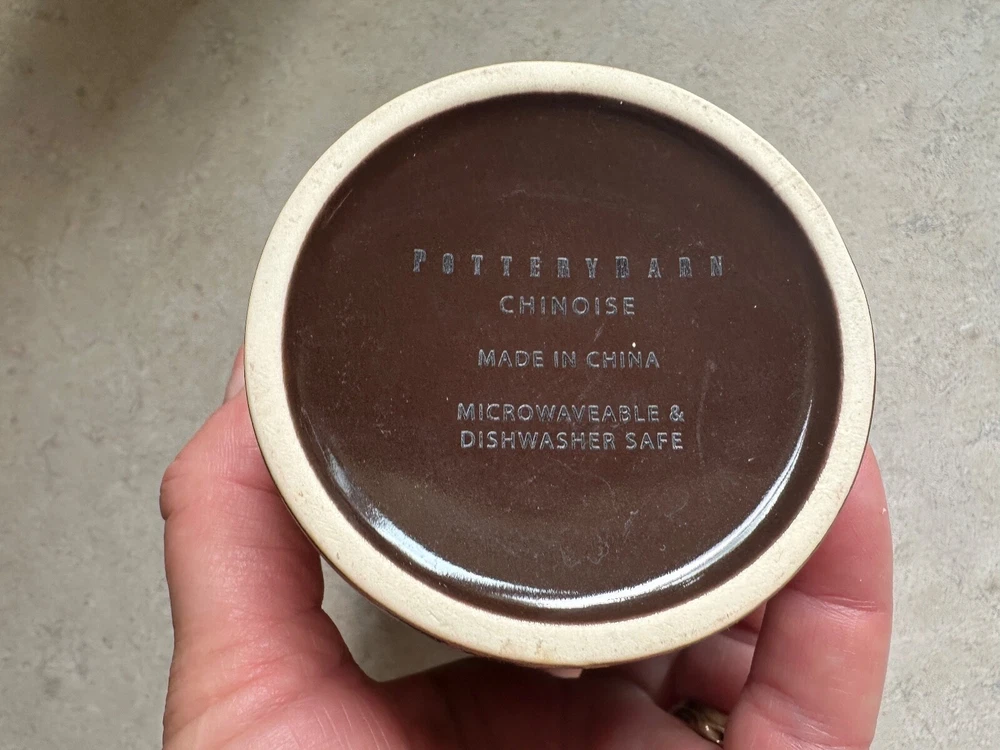 POTTERYBARN
CHINOISE
MADE IN CHINA
MICROWAVEABLE &
DISHWASHER SAFE